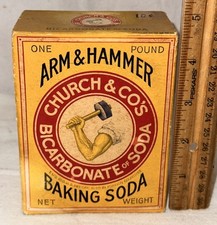 ONE POUND
ARM & HAMMER
CHURCH & CO'S
BICARBONATE OF SODA
BAKING SODA
NET WEIGHT